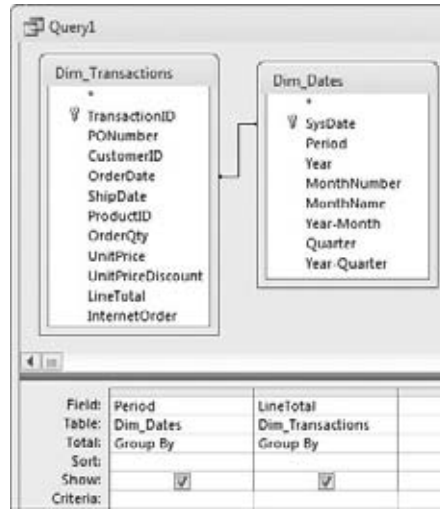 Query1
Dim_Transactions
*
TransactionID
PONumber
CustomerID
OrderDate
ShipDate
ProductID
OrderQty
UnitPrice
UnitPriceDiscount
LineTotal
InternetOrder
Dim_Dates
*
SysDate
Period
Year
MonthNumber
MonthName
Year-Month
Quarter
Year-Quarter
Field: Period LineTotal
Table: Dim_Dates Dim_Transactions
Total: Group By Group By
Sort:
Show:
Criteria: